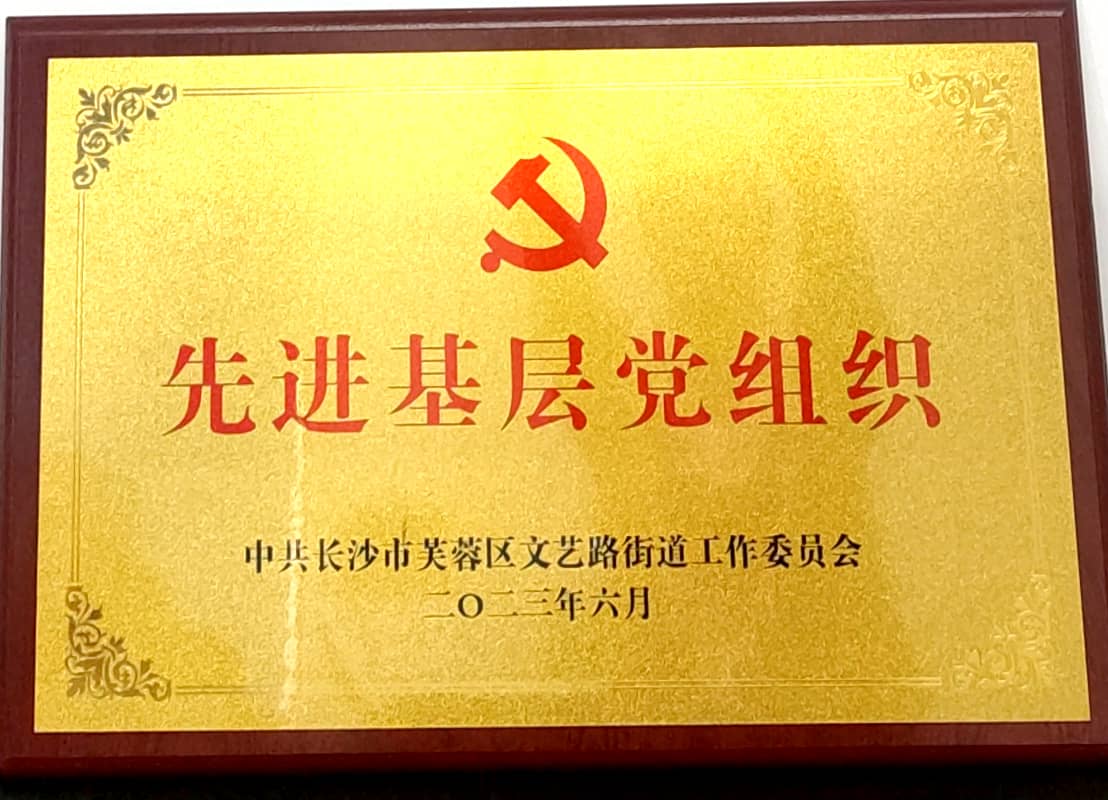 先进基层党组织
中共长沙市芙蓉区文艺路街道工作委员会
二〇二三年六月